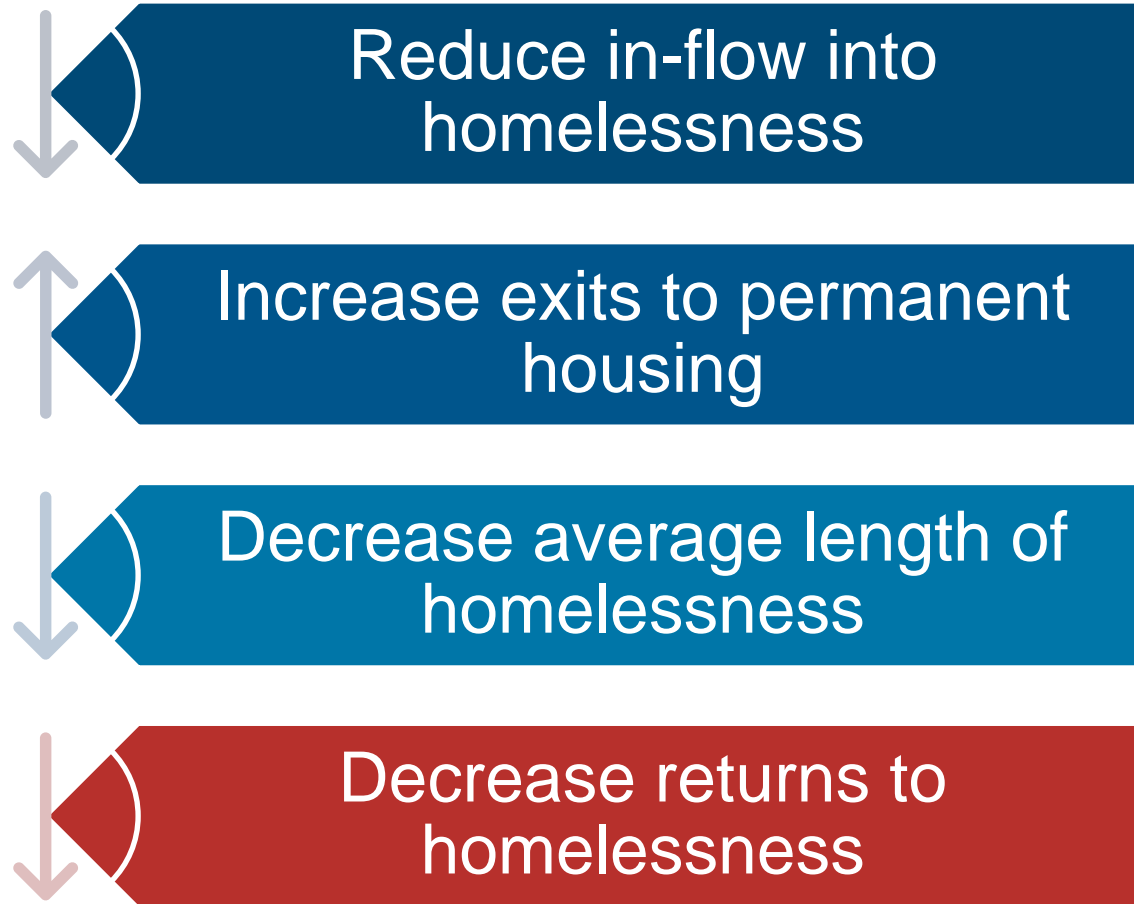 Reduce in-flow into
homelessness
Increase exits to permanent
housing
Decrease average length of
homelessness
Decrease returns to
homelessness